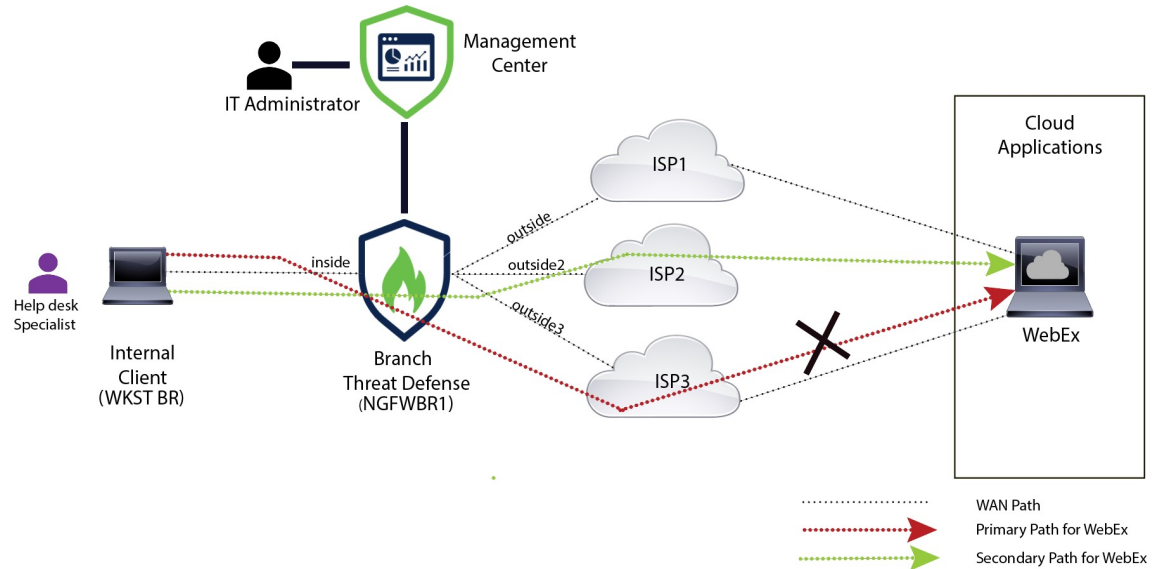 Management
Center
IT Administrator
ISP1
Cloud
Applications
outside
inside
outside2
ISP2
outside3
Help desk
Specialist
WebEx
Internal
Client
(WKST BR)
Branch
Threat Defense
(NGFWBR1)
ISP3
WAN Path
Primary Path for WebEx
Secondary Path for WebEx